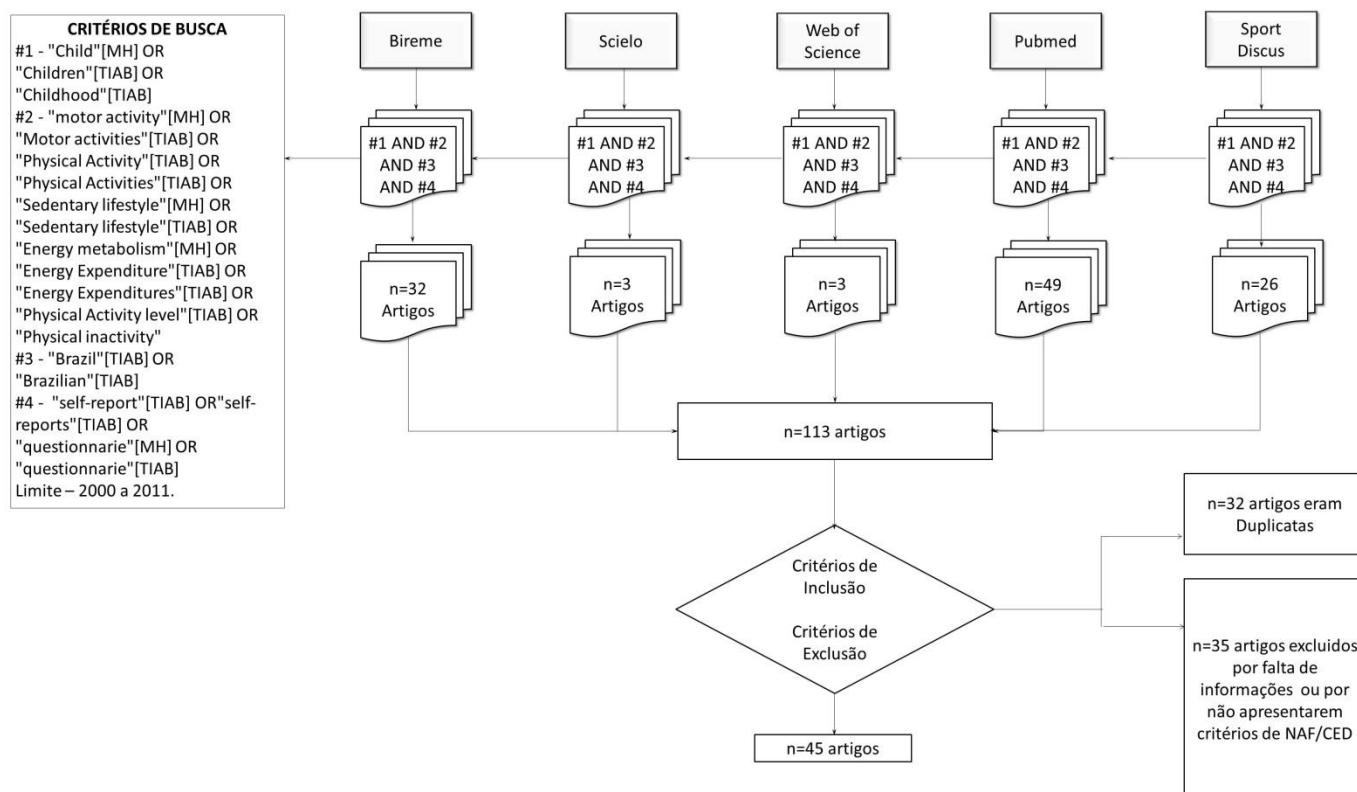 CRITÉRIOS DE BUSCA
#1 - "Child"[MH] OR
"Children"[TIAB] OR
"Childhood"[TIAB]
#2 - "motor activity"[MH] OR
"Motor activities"[TIAB] OR
"Physical Activity"[TIAB] OR
"Physical Activities"[TIAB] OR
"Sedentary lifestyle"[MH] OR
"Sedentary lifestyle"[TIAB] OR
"Energy metabolism"[MH] OR
"Energy Expenditure"[TIAB] OR
"Energy Expenditures"[TIAB] OR
"Physical Activity level"[TIAB] OR
"Physical inactivity"
#3 - "Brazil"[TIAB] OR
"Brazilian"[TIAB]
#4 - "self-report"[TIAB] OR"self-
reports"[TIAB] OR
"questionnarie"[MH] OR
"questionnarie"[TIAB]
Limite – 2000 a 2011.
Bireme
Scielo
Web of
Science
Pubmed
Sport
Discus
#1 AND #2
AND #3
AND #4
#1 AND #2
AND #3
AND #4
#1 AND #2
AND #3
AND #4
#1 AND #2
AND #3
AND #4
#1 AND #2
AND #3
AND #4
n=32
Artigos
n=3
Artigos
n=3
Artigos
n=49
Artigos
n=26
Artigos
n=113 artigos
n=32 artigos eram
Duplicatas
Critérios de
Inclusão
Critérios de
Exclusão
n=35 artigos excluidos
por falta de
informações ou por
não apresentarem
critérios de NAF/CED
n=45 artigos